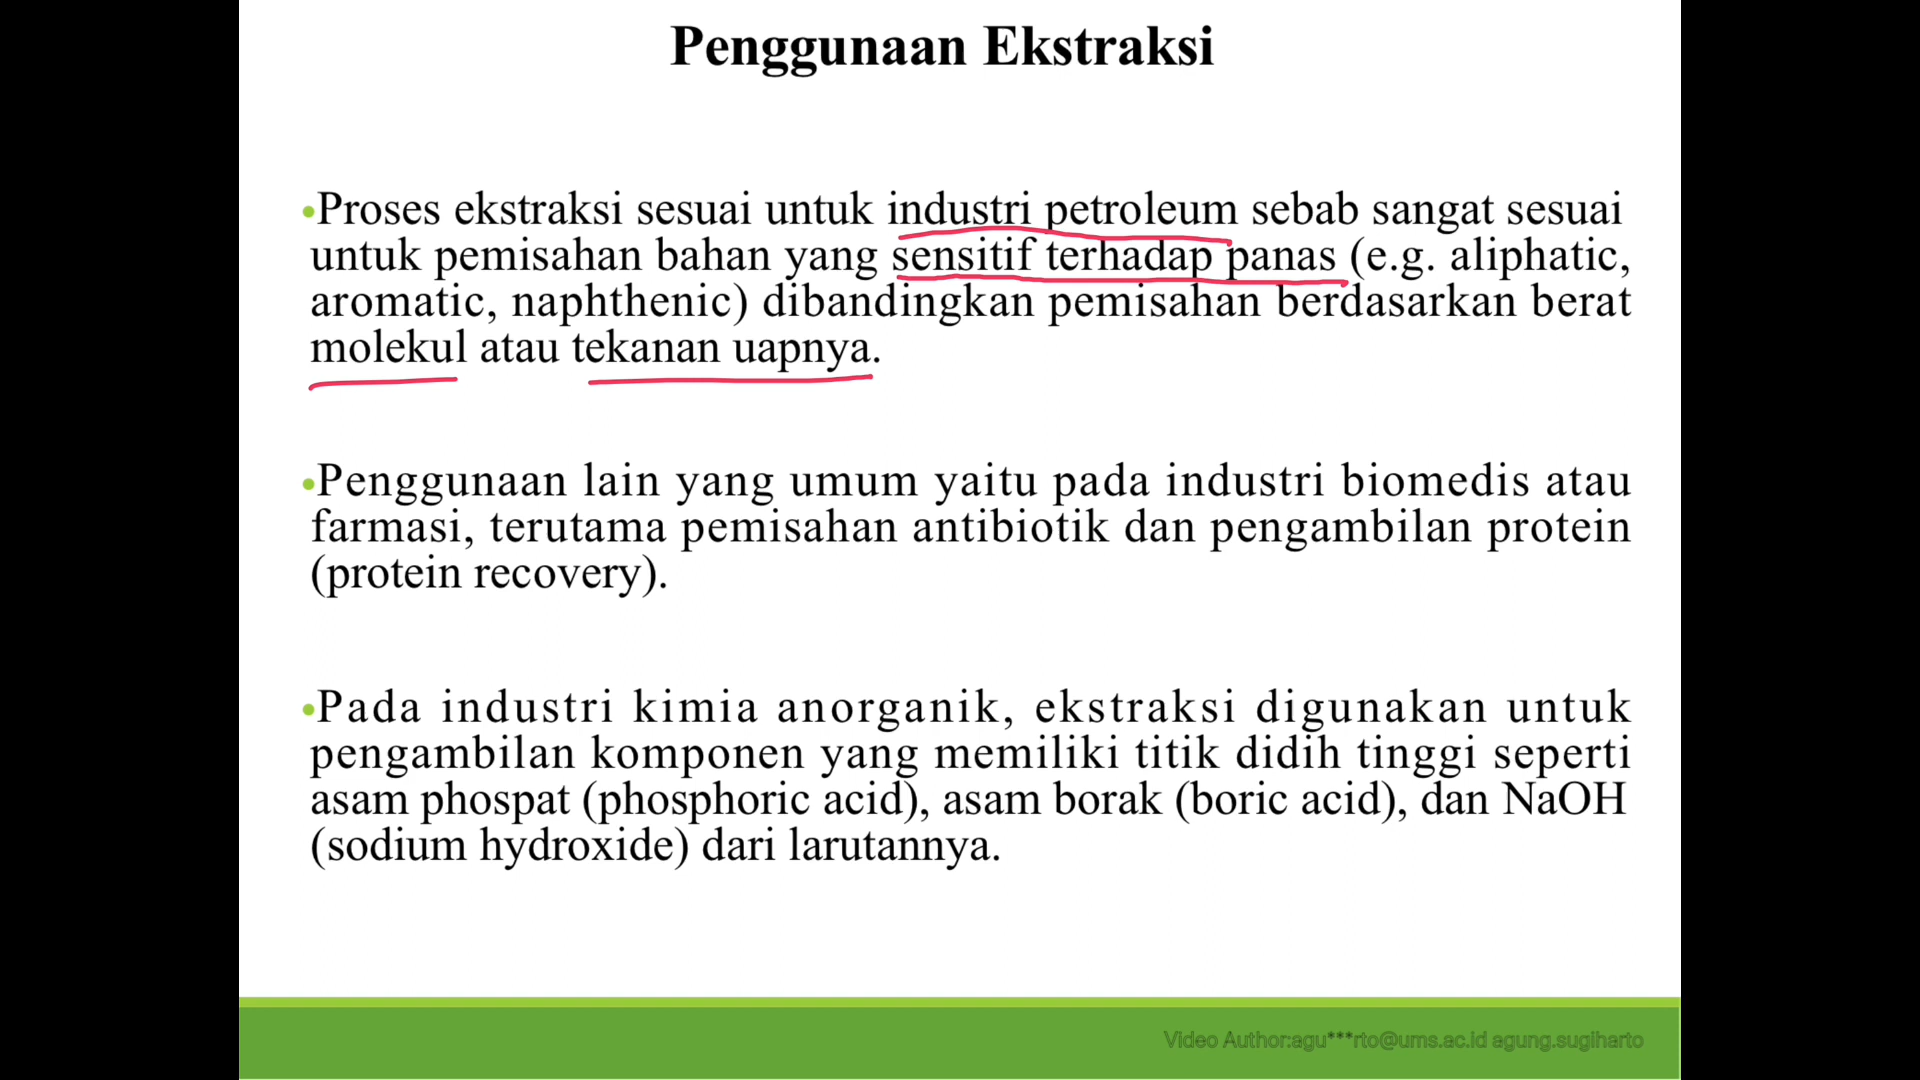 Penggunaan Ekstraksi
•Proses ekstraksi sesuai untuk industri petroleum sebab sangat sesuai
untuk pemisahan bahan yang sensitif terhadap panas (e.g. aliphatic,
aromatic, naphthenic) dibandingkan pemisahan berdasarkan berat
molekul atau tekanan uapnya.
•Penggunaan lain yang umum yaitu pada industri biomedis atau
farmasi, terutama pemisahan antibiotik dan pengambilan protein
(protein recovery).
•Pada industri kimia anorganik, ekstraksi digunakan untuk
pengambilan komponen yang memiliki titik didih tinggi seperti
asam phospat (phosphoric acid), asam borak (boric acid), dan NaOH
(sodium hydroxide) dari larutannya.
Video Author:agu***rto@ums.ac.id agung.sugiharto